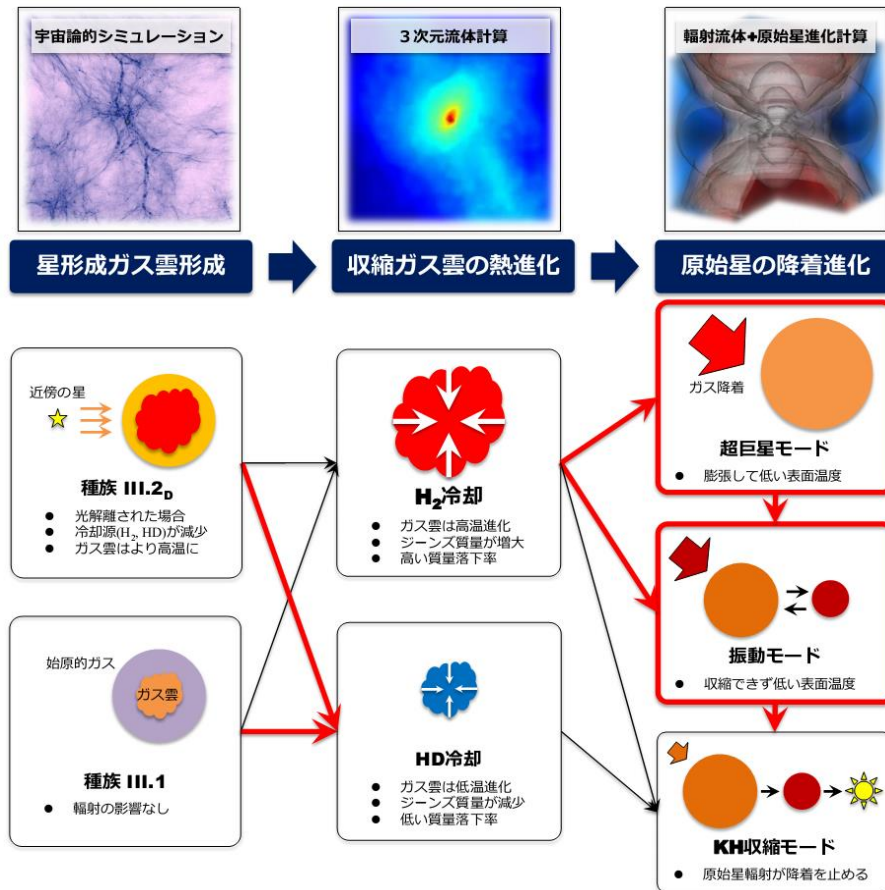 宇宙論的シミュレーション
３次元流体計算
輻射流体+原始星進化計算
星形成ガス雲形成
収縮ガス雲の熱進化
原始星の降着進化
近傍の星
種族 III.2D
● 光解離された場合
● 冷却源(H2, HD)が減少
● ガス雲はより高温に
始原的ガス
ガス雲
種族 III.1
● 輻射の影響なし
H2冷却
● ガス雲は高温進化
● ジーンズ質量が増大
● 高い質量落下率
HD冷却
● ガス雲は低温進化
● ジーンズ質量が減少
● 低い質量落下率
ガス降着
超巨星モード
● 膨張して低い表面温度
振動モード
● 収縮できず低い表面温度
KH収縮モード
● 原始星輻射が降着を止める